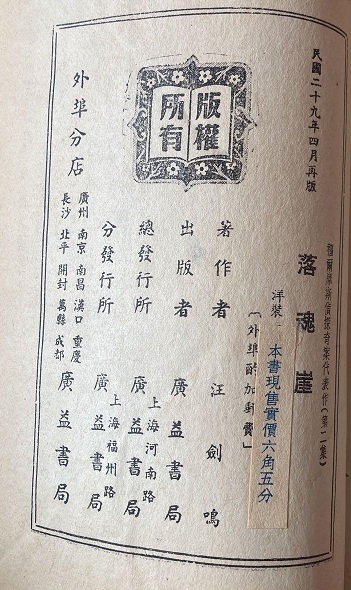 民國二十九年四月再版
福爾摩斯偵探奇案代表作(第二集)
落魂崖
洋裝
本書現售實價六角五分
「外埠酌加郵費」
版權所有
著作者 汪劍鳴
出版者 廣益書局
總發行所 上海河南路 廣益書局
分發行所 上海福州路 廣益書局
外埠分店
廣州 南京 南昌 漢口 重慶
長沙 北平 開封 萬縣 成都
廣益書局